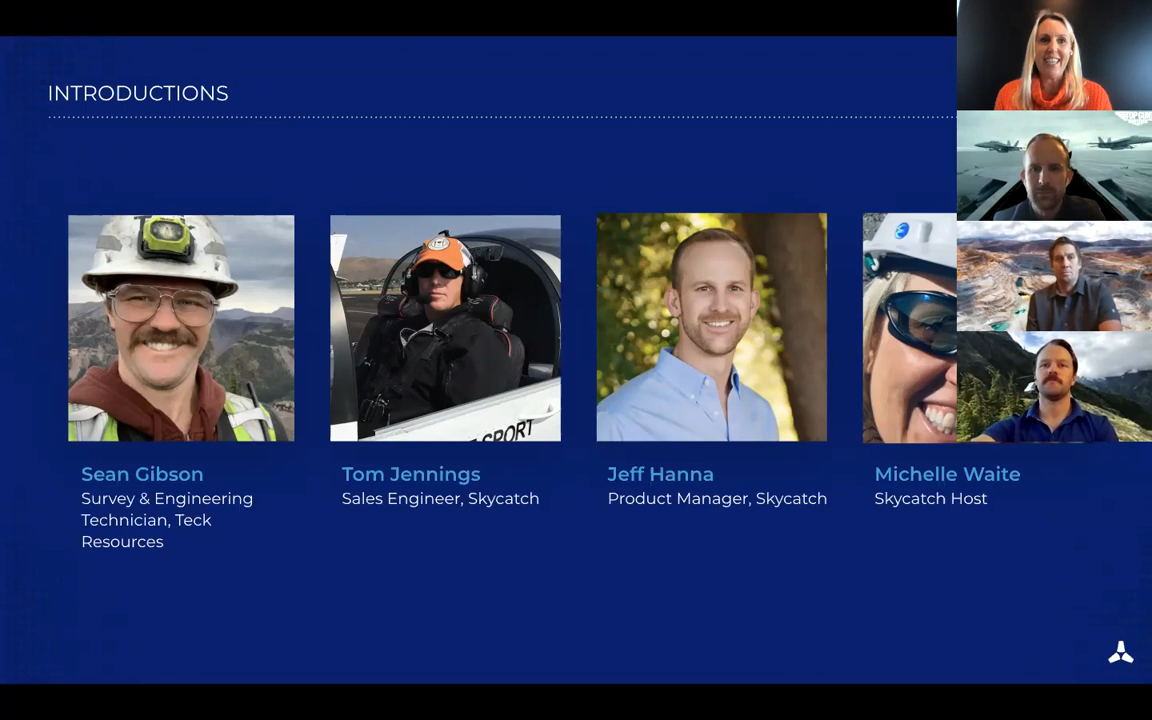 INTRODUCTIONS
SPORT
Sean Gibson
Survey & Engineering
Technician, Teck
Resources
Tom Jennings
Sales Engineer, Skycatch
Jeff Hanna
Product Manager, Skycatch
Michelle Waite
Skycatch Host